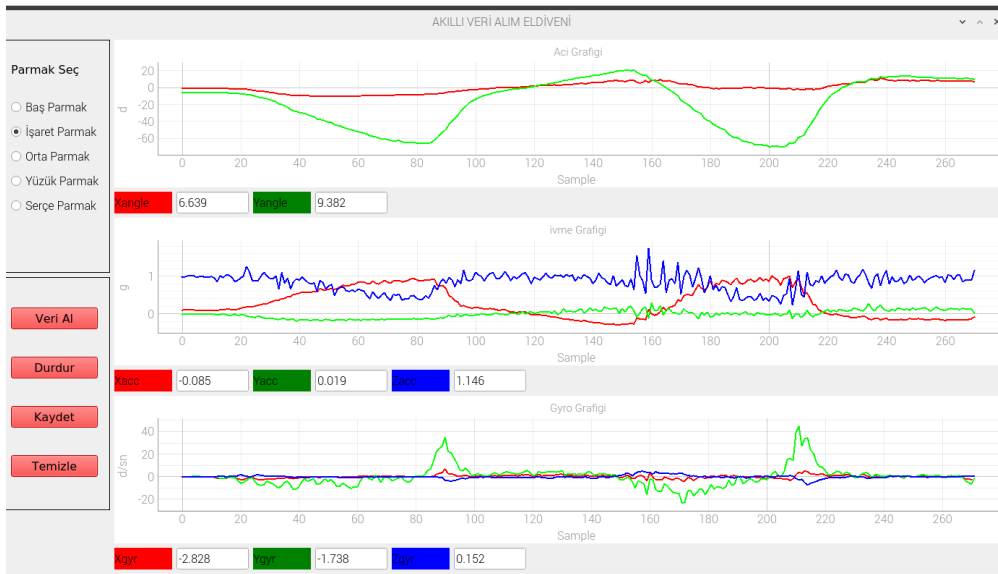 AKILLI VERİ ALIM ELDİVENİ
Parmak Seç
Baş Parmak
İşaret Parmak
Orta Parmak
Yüzük Parmak
Serçe Parmak
Veri Al
Durdur
Kaydet
Temizle
Aci Grafigi
d
20
0
-20
-40
-60
0 20 40 60 80 100 120 140 160 180 200 220 240 260
Sample
Xangle 6.639 Yangle 9.382
ivme Grafigi
g
1
0
0 20 40 60 80 100 120 140 160 180 200 220 240 260
Sample
Xacc -0.085 Yacc 0.019 Zacc 1.146
Gyro Grafigi
d/sn
40
20
0
-20
0 20 40 60 80 100 120 140 160 180 200 220 240 260
Sample
Xgyr -2.828 Ygyr -1.738 Zgyr 0.152